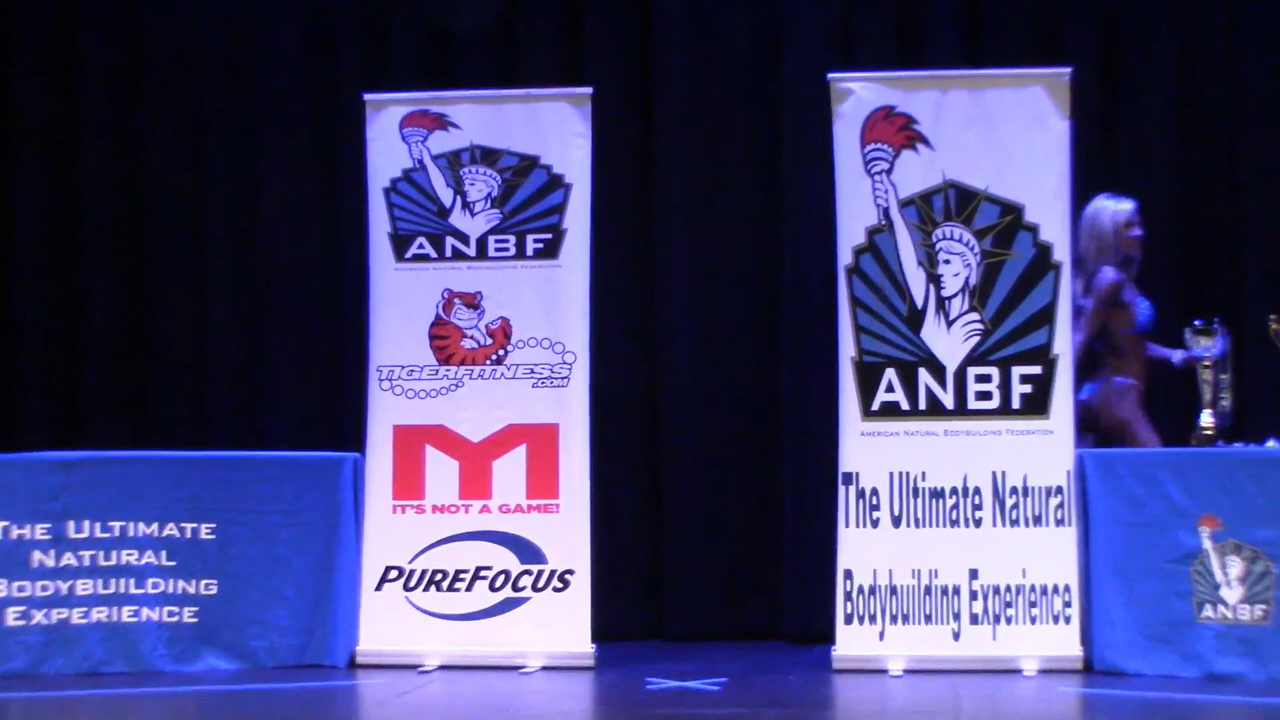 ANBF
AMERICAN NATURAL BODYBUILDING FEDERATION
TIGERFITNESS
.COM
M
IT'S NOT A GAME!
PUREFOCUS
ANBF
AMERICAN NATURAL BODYBUILDING FEDERATION
The Ultimate Natural
Bodybuilding Experience
THE ULTIMATE
NATURAL
BODYBUILDING
EXPERIENCE
ANBF